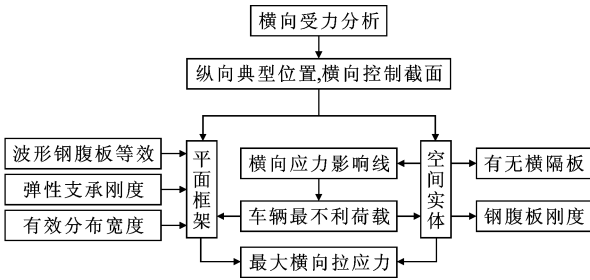 横向受力分析
纵向典型位置,横向控制截面
波形钢腹板等效
弹性支承刚度
有效分布宽度
平面框架
横向应力影响线
车辆最不利荷载
最大横向拉应力
空间实体
有无横隔板
钢腹板刚度